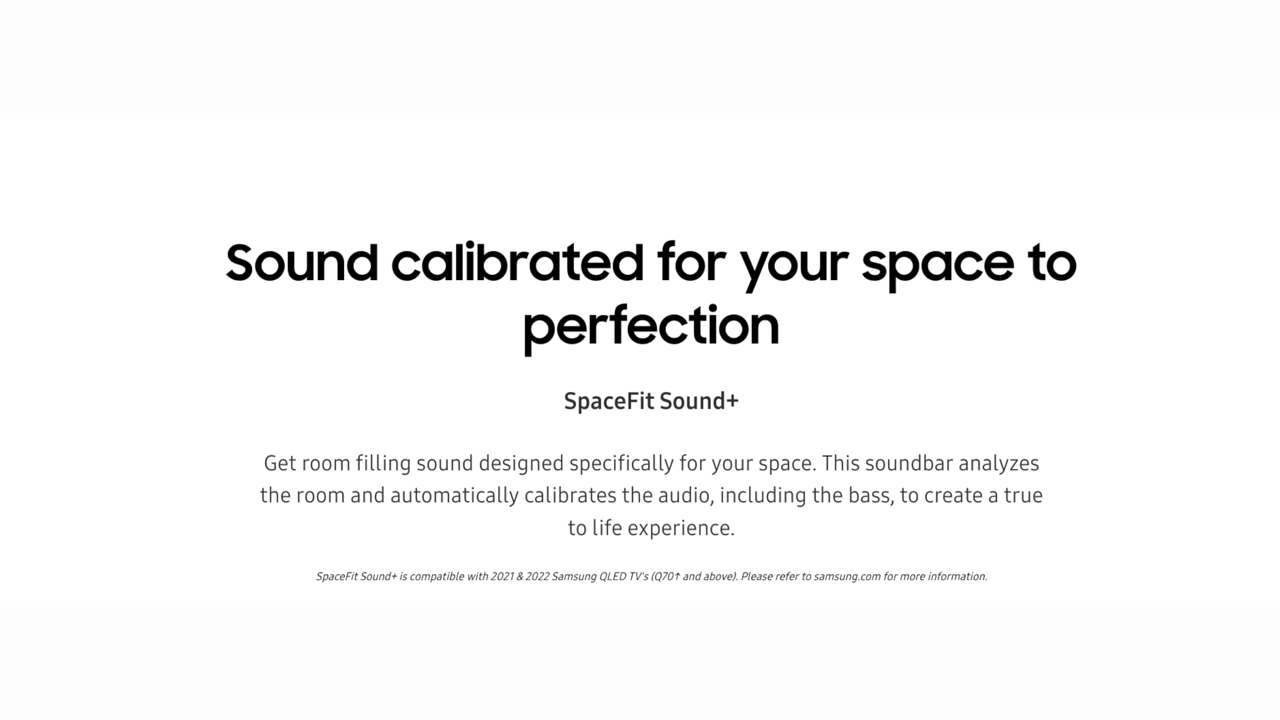 Sound calibrated for your space to
perfection
SpaceFit Sound+
Get room filling sound designed specifically for your space. This soundbar analyzes
the room and automatically calibrates the audio, including the bass, to create a true
to life experience.
SpaceFit Sound+ is compatible with 2021 & 2022 Samsung QLED TV's (Q70↑ and above). Please refer to samsung.com for more information.